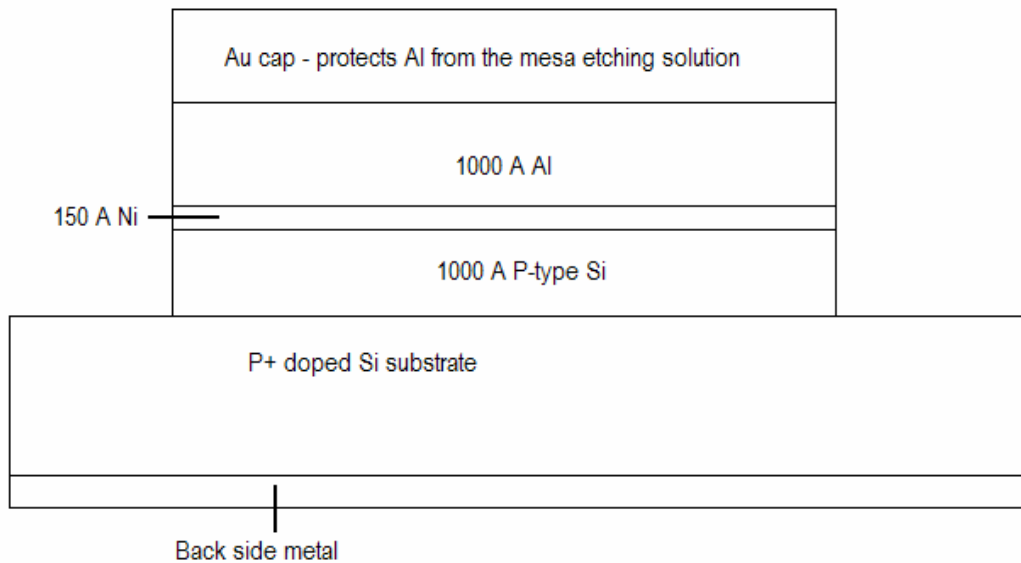 Au cap - protects Al from the mesa etching solution
1000 A Al
150 A Ni
1000 A P-type Si
P+ doped Si substrate
Back side metal